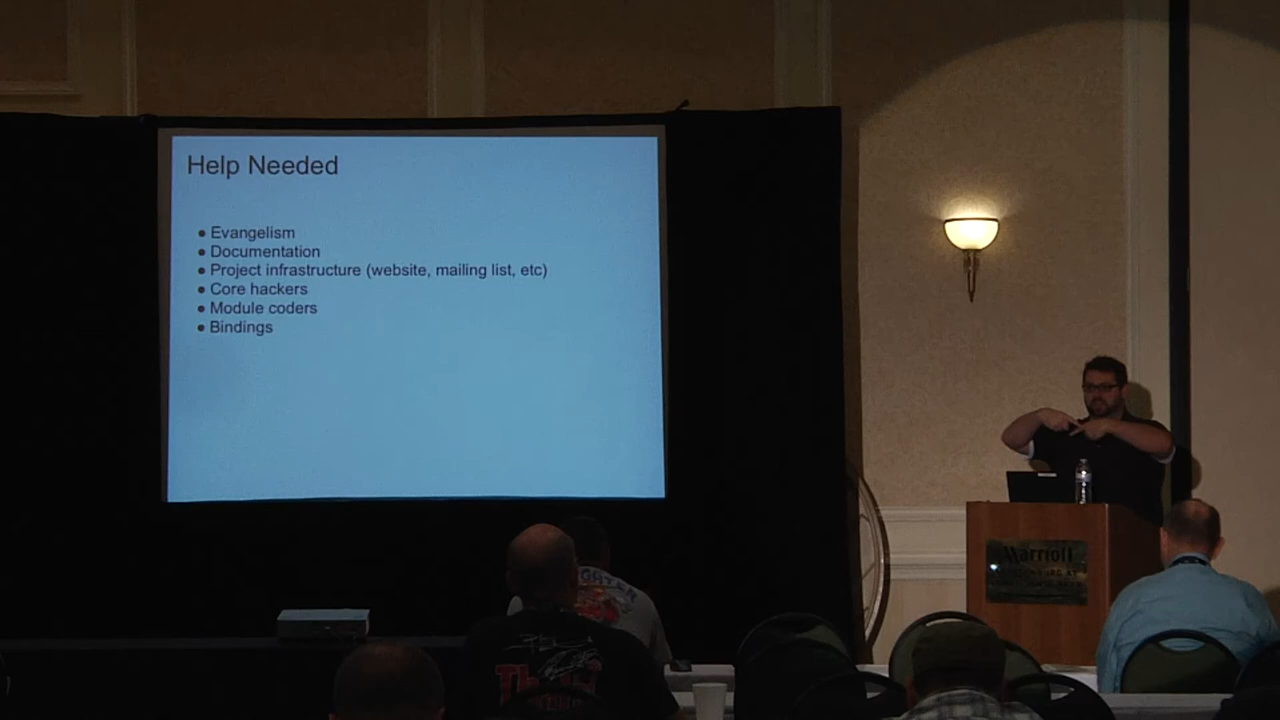 Help Needed
● Evangelism
● Documentation
● Project infrastructure (website, mailing list, etc)
● Core hackers
● Module coders
● Bindings
Marriott